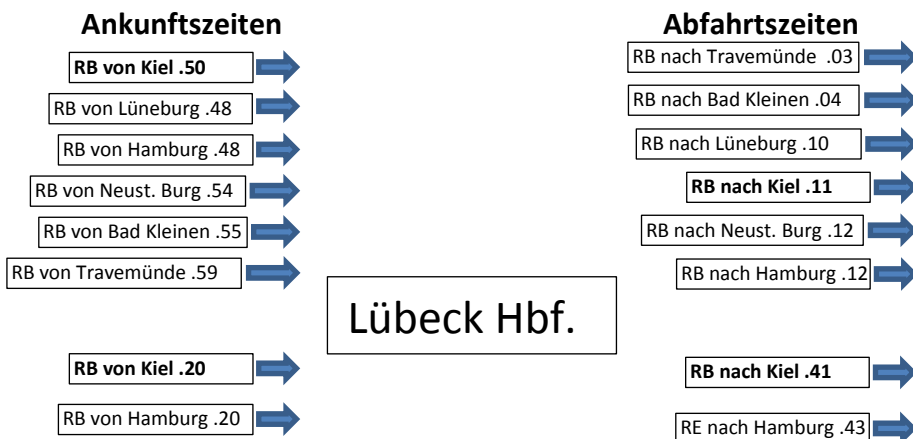 Ankunftszeiten
RB von Kiel .50
RB von Lüneburg .48
RB von Hamburg .48
RB von Neust. Burg .54
RB von Bad Kleinen .55
RB von Travemünde .59
RB von Kiel .20
RB von Hamburg .20
Lübeck Hbf.
Abfahrtszeiten
RB nach Travemünde .03
RB nach Bad Kleinen .04
RB nach Lüneburg .10
RB nach Kiel .11
RB nach Neust. Burg .12
RB nach Hamburg .12
RB nach Kiel .41
RE nach Hamburg .43